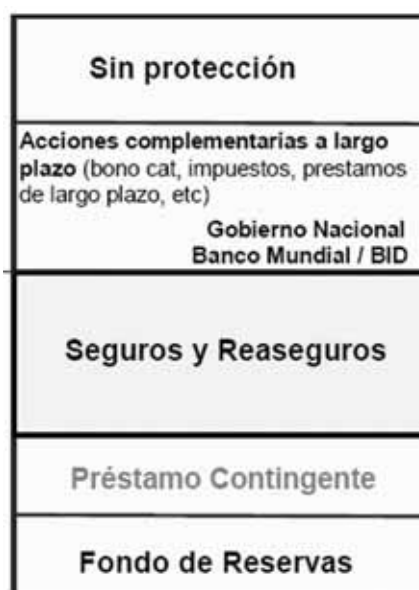 Sin protección
Acciones complementarias a largo
plazo (bono cat, impuestos, prestamos
de largo plazo, etc)
Gobierno Nacional
Banco Mundial / BID
Seguros y Reaseguros
Préstamo Contingente
Fondo de Reservas